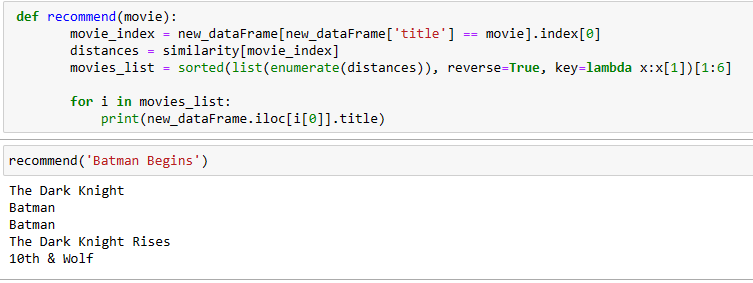 def recommend(movie):
movie_index = new_dataFrame[new_dataFrame['title'] == movie].index[0]
distances = similarity[movie_index]
movies_list = sorted(list(enumerate(distances)), reverse=True, key=lambda x:x[1])[1:6]
for i in movies_list:
print(new_dataFrame.iloc[i[0]].title)
recommend('Batman Begins')
The Dark Knight
Batman
Batman
The Dark Knight Rises
10th & Wolf